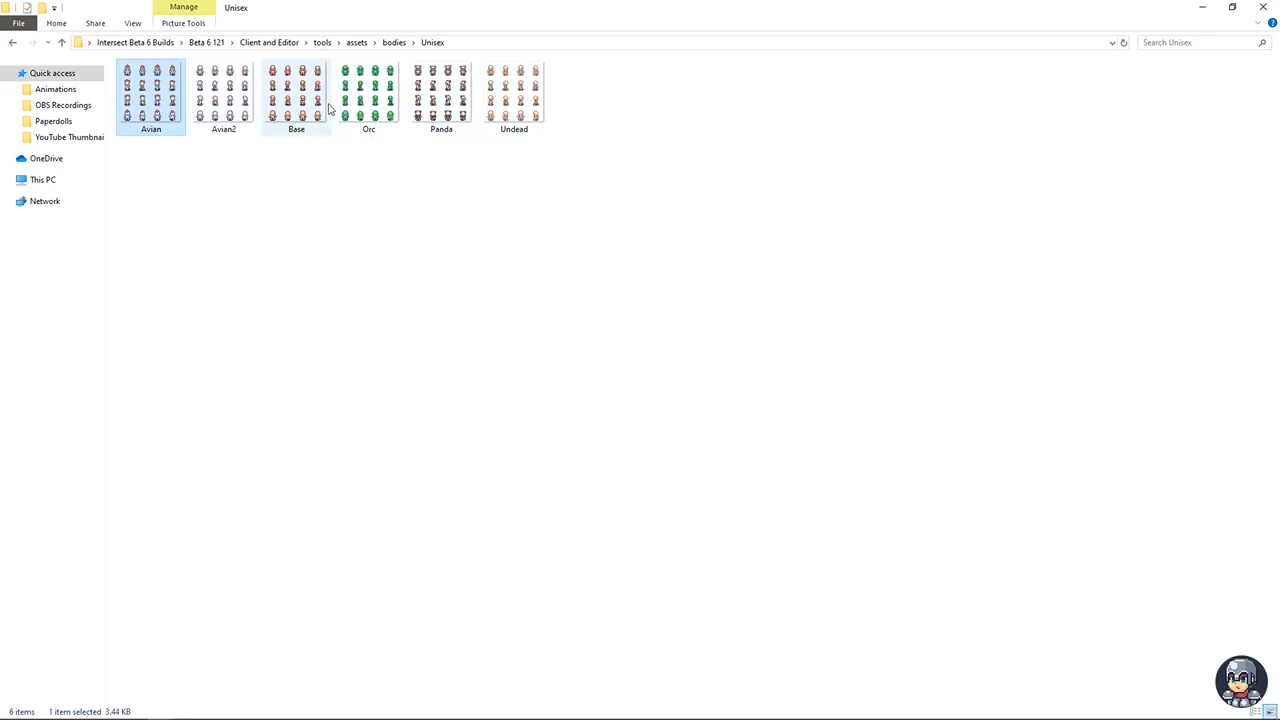 Manage
Unisex
File
Home
Share
View
Picture Tools
Intersect Beta 6 Builds
Beta 6 121
Client and Editor
tools
assets
bodies
Unisex
Search Unisex
Quick access
Animations
OBS Recordings
Paperdolls
YouTube Thumbnai
OneDrive
This PC
Network
Avian
Avian2
Base
Orc
Panda
Undead
6 items
1 item selected 3.44 KB